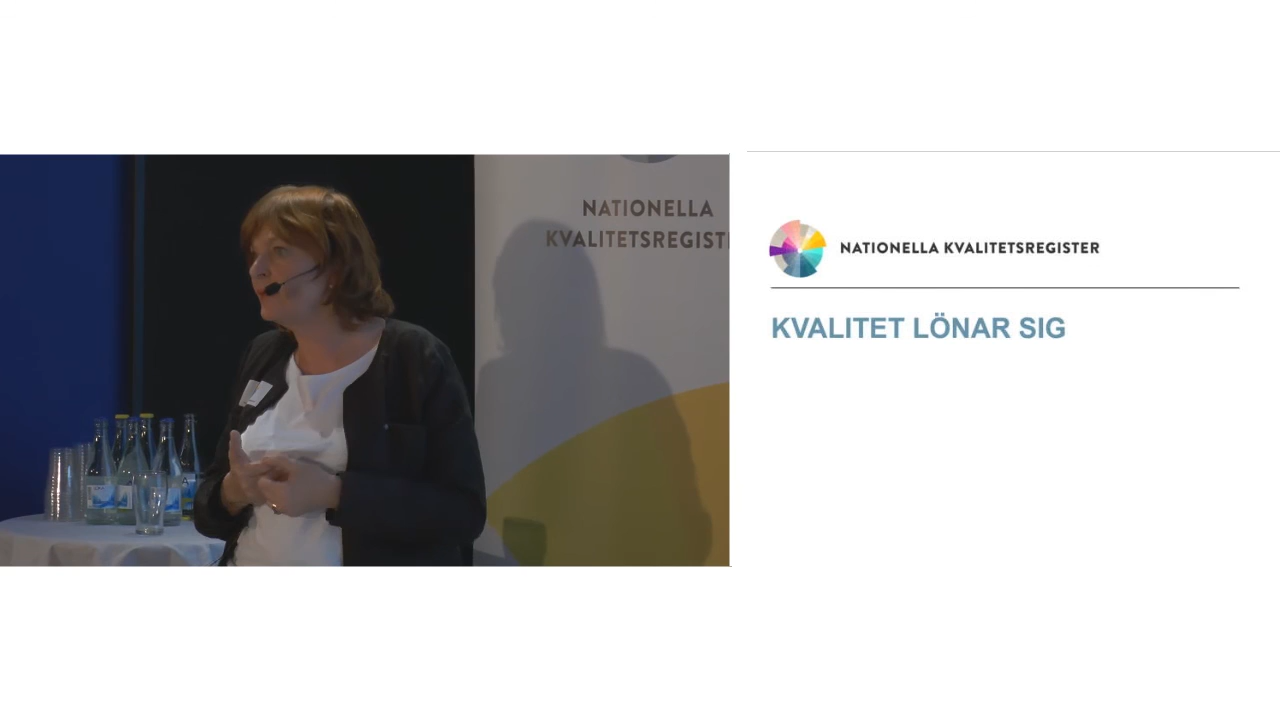 NATIONELLA
KVALITETSREGIST
NATIONELLA KVALITETSREGISTER
KVALITET LÖNAR SIG